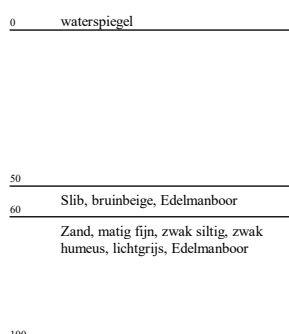 0 waterspiegel
50
Slib, bruinbeige, Edelmanboor
60
Zand, matig fijn, zwak siltig, zwak
humeus, lichtgrijs, Edelmanboor
100